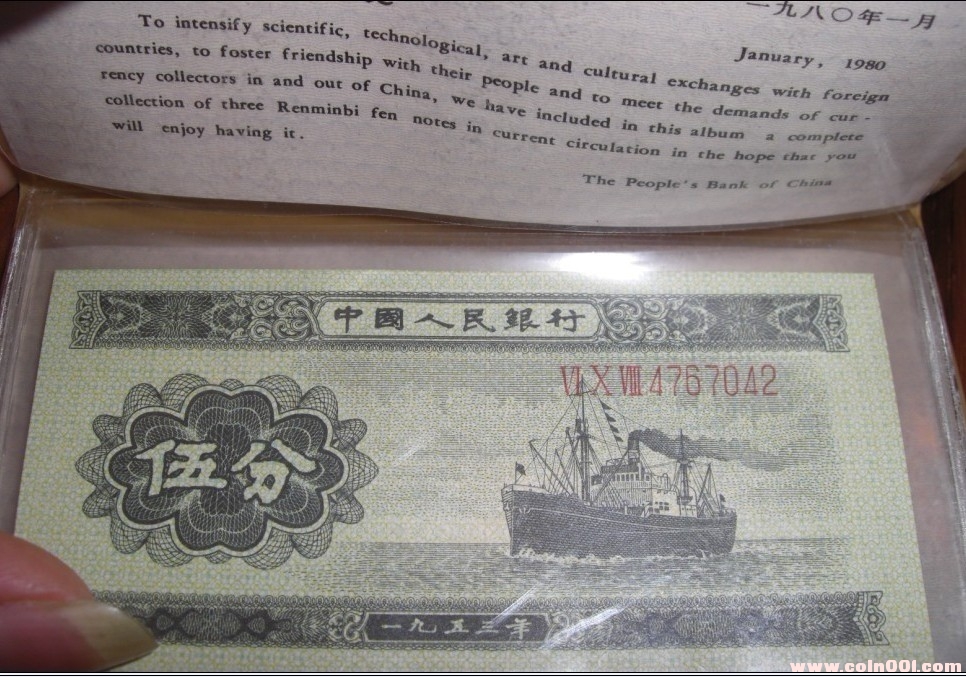 一九八〇年一月
To intensify scientific, technological, art and cultural exchanges with foreign
countries, to foster friendship with their people and to meet the demands of cur-
rency collectors in and out of China, we have included in this album a complete
collection of three Renminbi fen notes in current circulation in the hope that you
will enjoy having it.
January, 1980
The People's Bank of China
中國人民銀行
VI X VIII 4767042
伍分
一九五三年
www.coin001.com